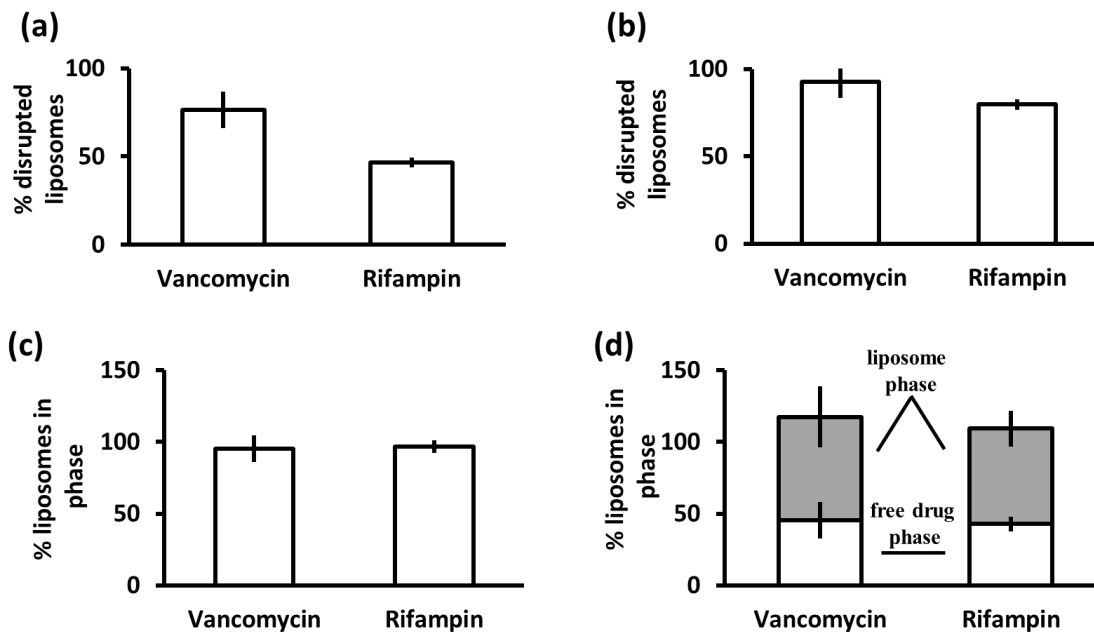 (a)
% disrupted
liposomes
100
50
0
Vancomycin Rifampin
(b)
% disrupted
liposomes
100
50
0
Vancomycin Rifampin
(c)
% liposomes in
phase
150
100
50
0
Vancomycin Rifampin
(d)
% liposomes in
phase
150
100
50
0
liposome
phase
free drug
phase
Vancomycin Rifampin